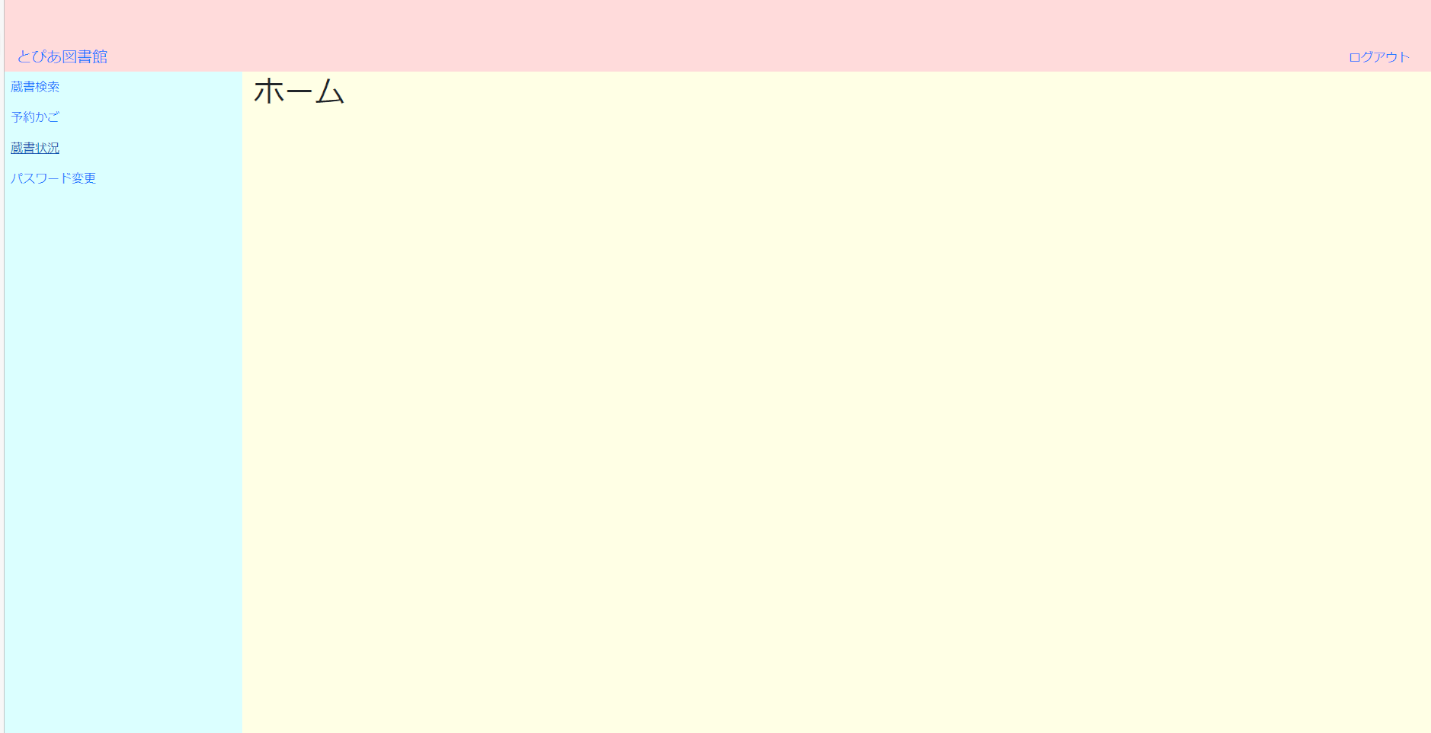 とぴあ図書館
ログアウト
蔵書検索
予約かご
蔵書状況
パスワード変更
ホーム